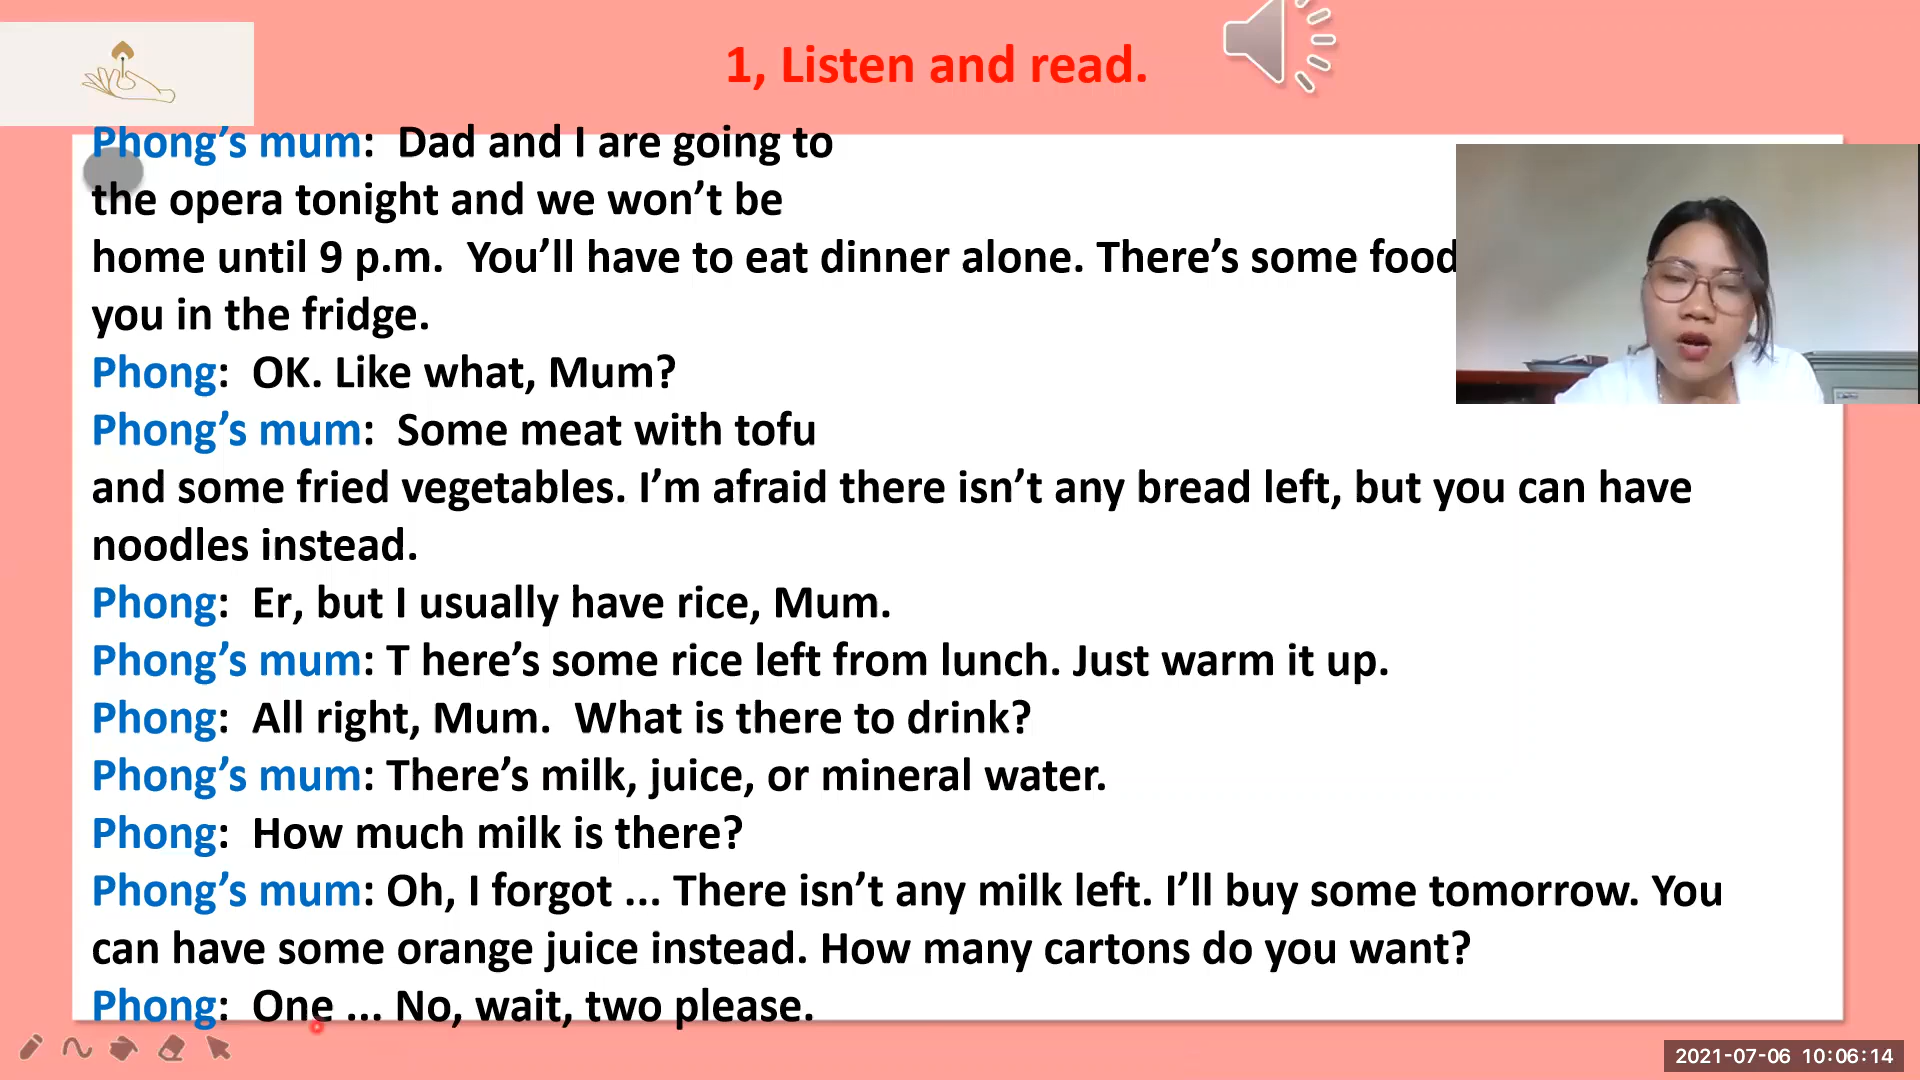 1, Listen and read.
Phong’s mum:  Dad and I are going to
the opera tonight and we won’t be
home until 9 p.m.  You’ll have to eat dinner alone. There’s some food
you in the fridge.
Phong:  OK. Like what, Mum?
Phong’s mum:  Some meat with tofu
and some fried vegetables. I’m afraid there isn’t any bread left, but you can have
noodles instead.
Phong:  Er, but I usually have rice, Mum.
Phong’s mum: T here’s some rice left from lunch. Just warm it up.
Phong:  All right, Mum.  What is there to drink?
Phong’s mum: There’s milk, juice, or mineral water.
Phong:  How much milk is there?
Phong’s mum: Oh, I forgot ... There isn’t any milk left. I’ll buy some tomorrow. You
can have some orange juice instead. How many cartons do you want?
Phong:  One ... No, wait, two please.
2021-07-06 10:06:14